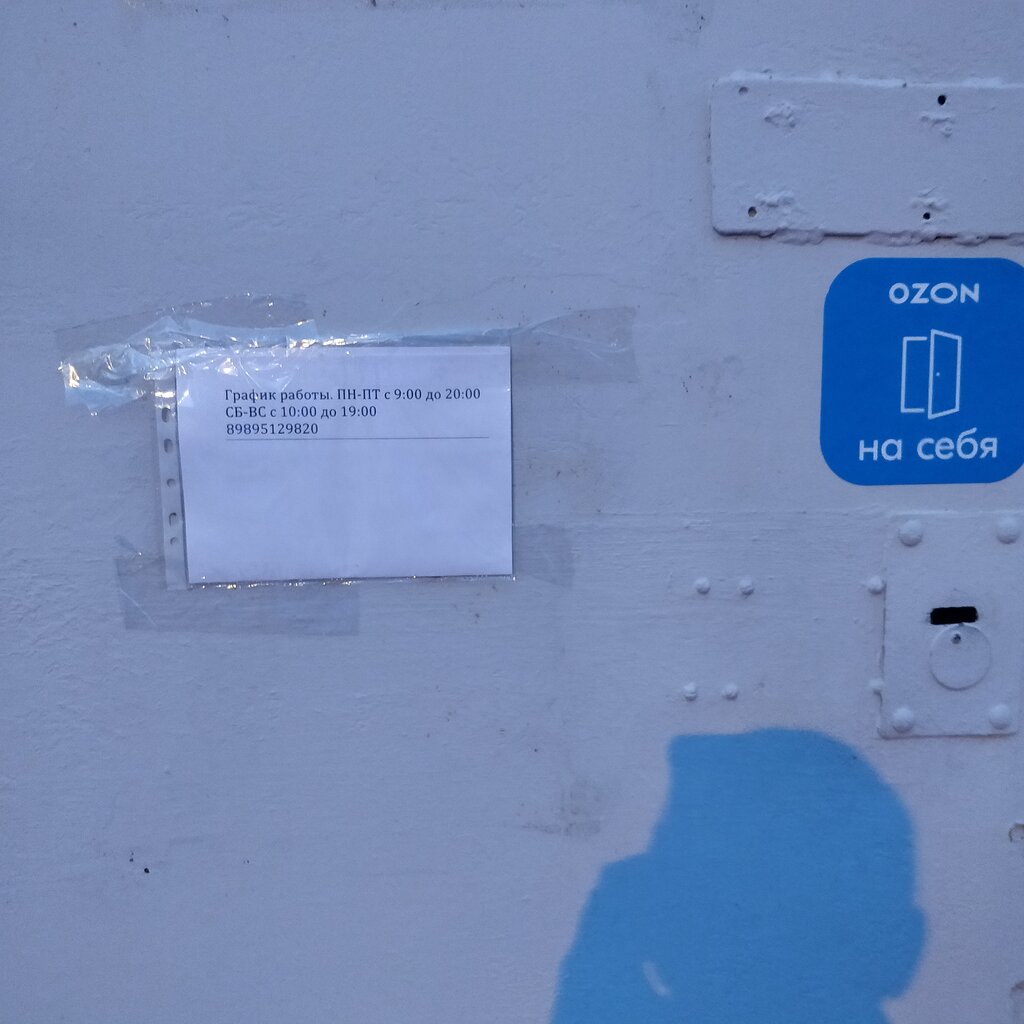 График работы. ПН-ПТ с 9:00 до 20:00
СБ-ВС с 10:00 до 19:00
89895129820
OZON
на себя